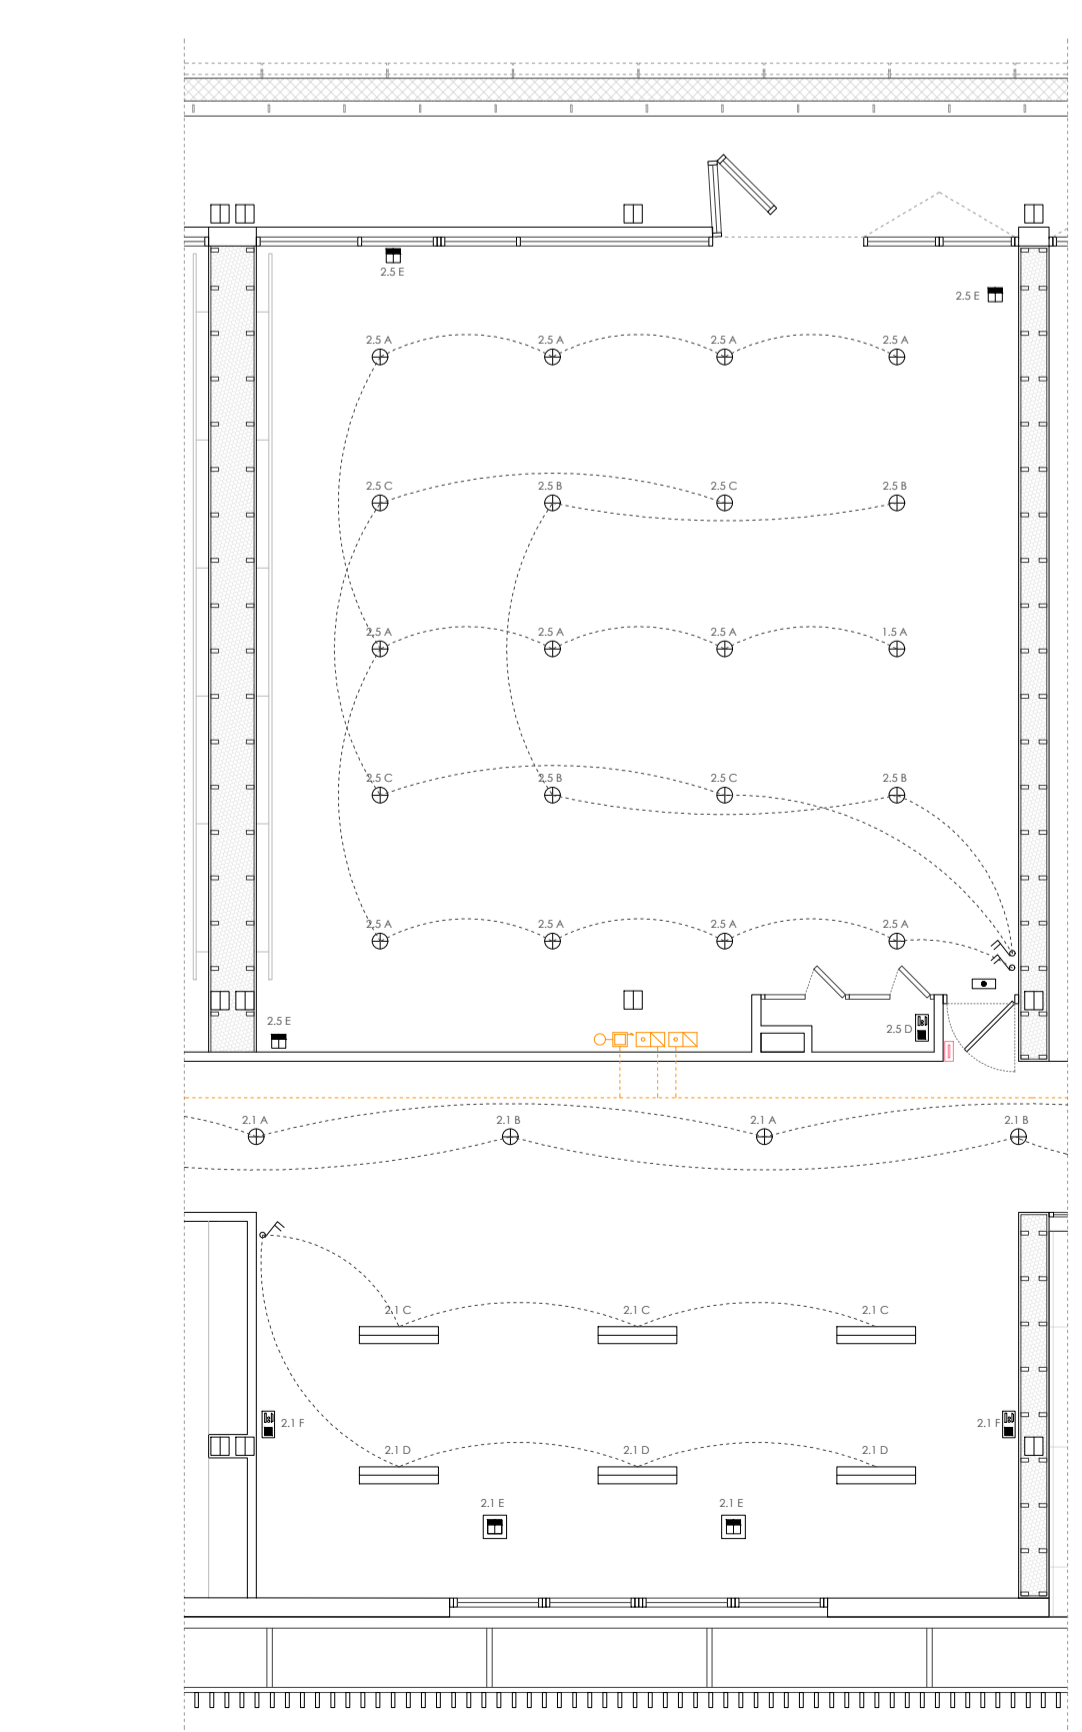 2.5 E
2.5 E
2.5 A 2.5 A 2.5 A 2.5 A
2.5 C 2.5 B 2.5 C 2.5 B
2.5 A 2.5 A 2.5 A 1.5 A
2.5 C 2.5 B 2.5 C 2.5 B
2.5 A 2.5 A 2.5 A 2.5 A
2.5 E
2.5 D
2.1 A 2.1 B 2.1 A 2.1 B
2.1 C 2.1 C 2.1 C
2.1 F 2.1 F
2.1 D 2.1 D 2.1 D
2.1 E 2.1 E